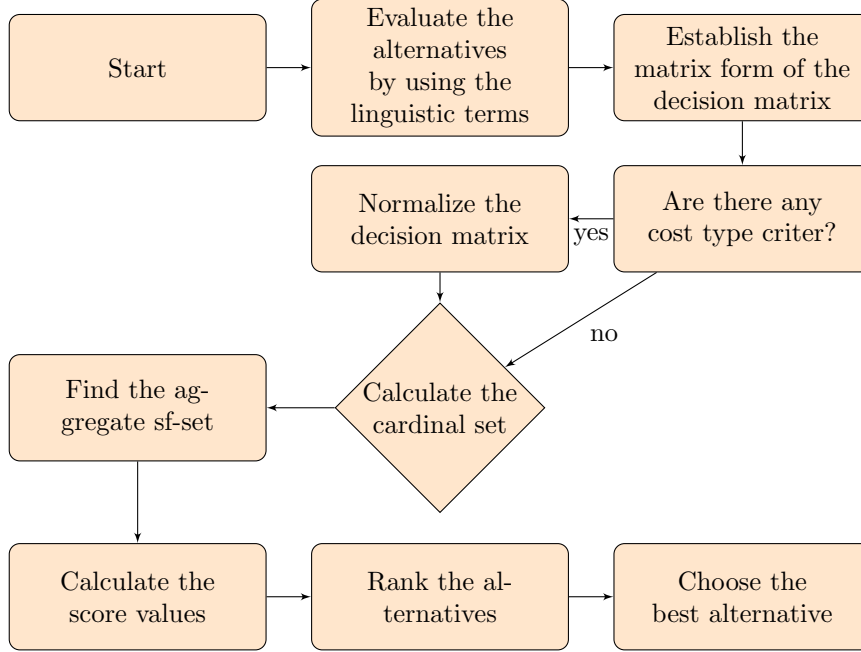 Start
Evaluate the
alternatives
by using the
linguistic terms
Establish the
matrix form of the
decision matrix
Are there any
cost type criter?
yes
Normalize the
decision matrix
no
Calculate the
cardinal set
Find the ag-
gregate sf-set
Calculate the
score values
Rank the al-
ternatives
Choose the
best alternative